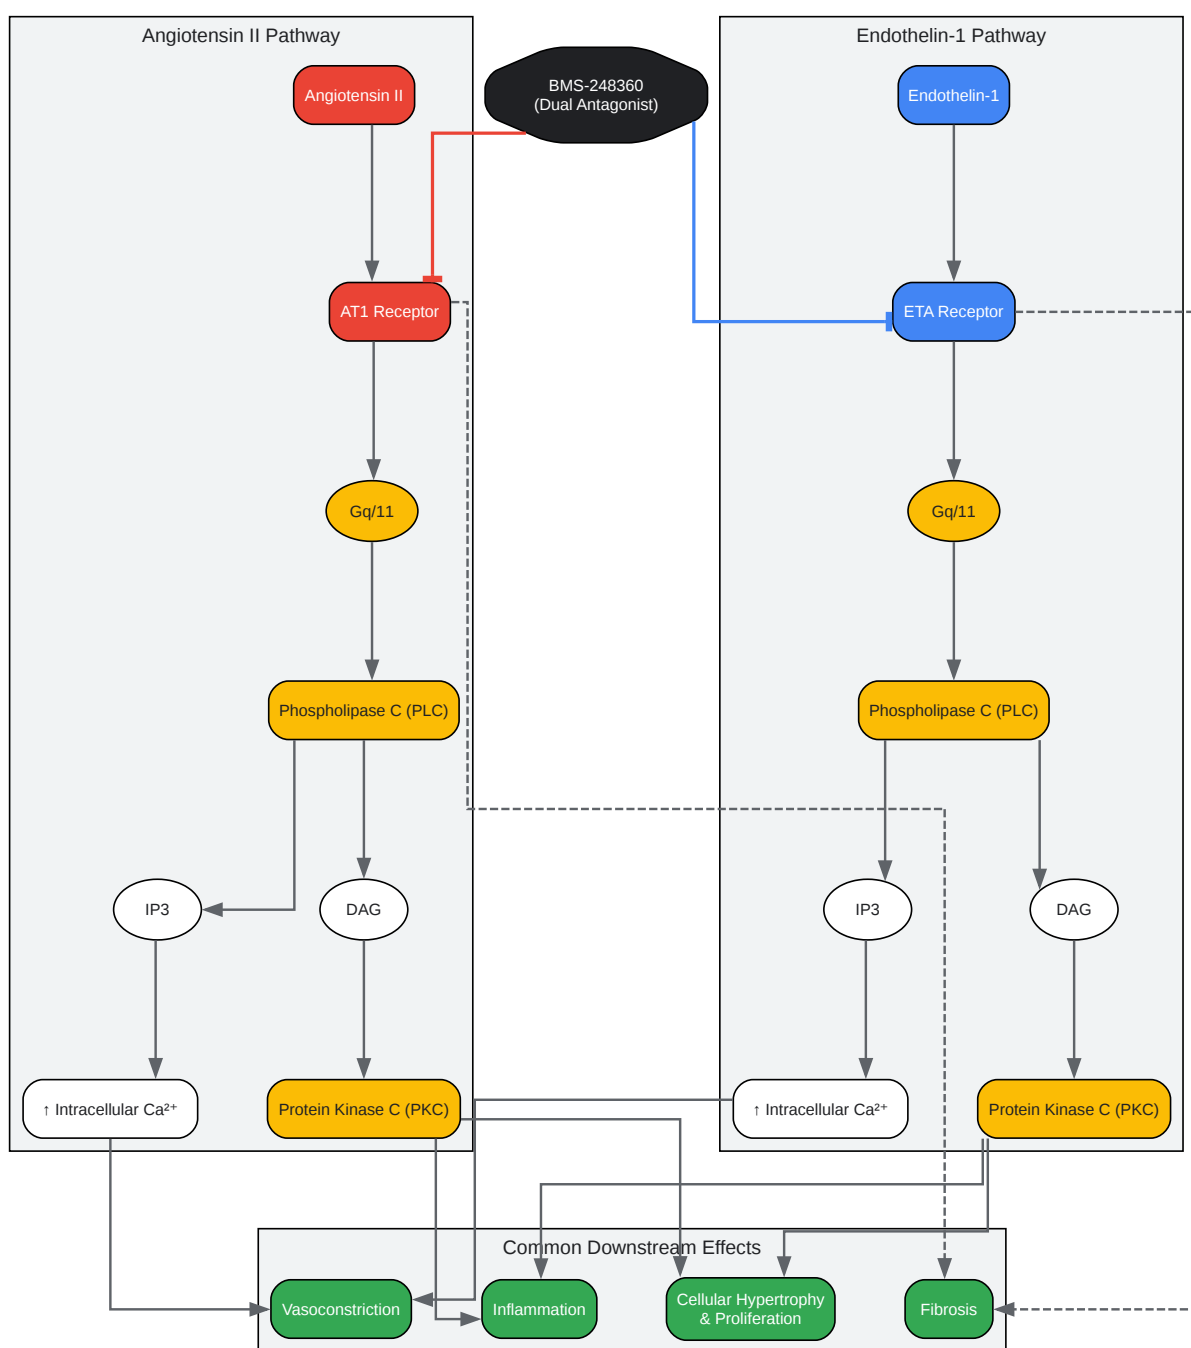 Angiotensin II Pathway
Endothelin-1 Pathway
Angiotensin II
BMS-248360
(Dual Antagonist)
Endothelin-1
AT1 Receptor
ETA Receptor
Gq/11
Gq/11
Phospholipase C (PLC)
Phospholipase C (PLC)
IP3
DAG
IP3
DAG
↑ Intracellular Ca²⁺
Protein Kinase C (PKC)
↑ Intracellular Ca²⁺
Protein Kinase C (PKC)
Common Downstream Effects
Vasoconstriction
Inflammation
Cellular Hypertrophy
& Proliferation
Fibrosis